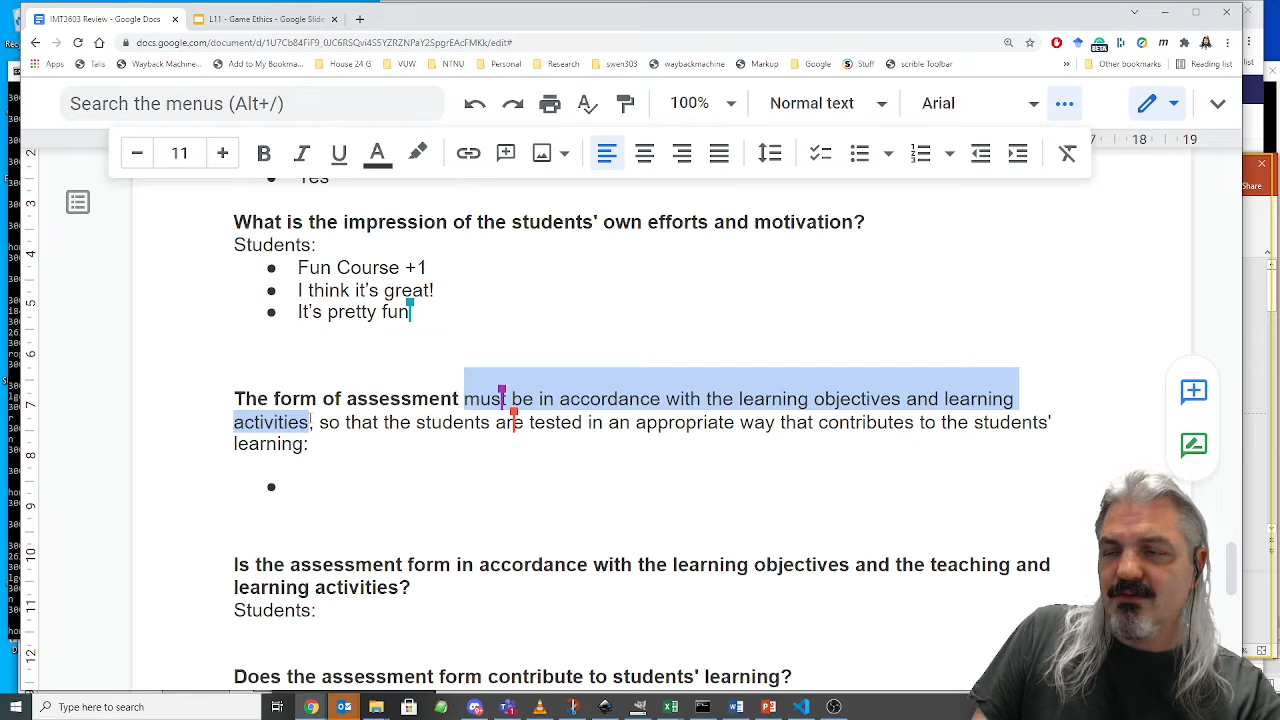 IMT3603 Review - Google Docs
L11 - Game Ethics - Google Slide
docs.google.com/document/d/
Apps
Talis
Wayback Machine...
Add to My Bookmark...
House 24 G
VUW
NTNU
Personal
Research
swen303
waybackmachine
Markup
Google
Stuff
scrible Toolbar
Other bookmarks
Reading list
Search the menus (Alt+/)
100%
Normal text
Arial
11
18 19
Share
Yes
What is the impression of the students' own efforts and motivation?
Students:
Fun Course +1
I think it's great!
It's pretty fun
The form of assessment must be in accordance with the learning objectives and learning
activities, so that the students are tested in an appropriate way that contributes to the students'
learning:
Is the assessment form in accordance with the learning objectives and the teaching and
learning activities?
Students:
Does the assessment form contribute to students' learning?
Type here to search